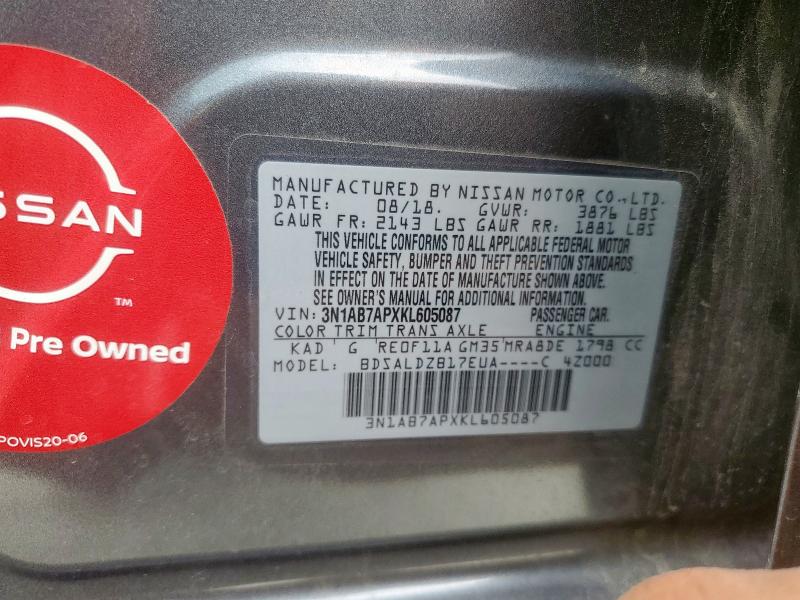 SSAN
TM
Pre Owned
POVIS20-06
MANUFACTURED BY NISSAN MOTOR CO.,LTD.
DATE: 08/18. GVWR: 3876 LBS
GAWR FR: 2143 LBS GAWR RR: 1881 LBS
THIS VEHICLE CONFORMS TO ALL APPLICABLE FEDERAL MOTOR
VEHICLE SAFETY, BUMPER AND THEFT PREVENTION STANDARDS
IN EFFECT ON THE DATE OF MANUFACTURE SHOWN ABOVE.
SEE OWNER'S MANUAL FOR ADDITIONAL INFORMATION.
VIN: 3N1AB7APXKL605087 PASSENGER CAR.
COLOR TRIM TRANS AXLE ENGINE
KAD G RE0F11A GM35 MRA8DE 1798 CC
MODEL: BDSALDZB17EUA----C 4Z000
3N1AB7APXKL605087